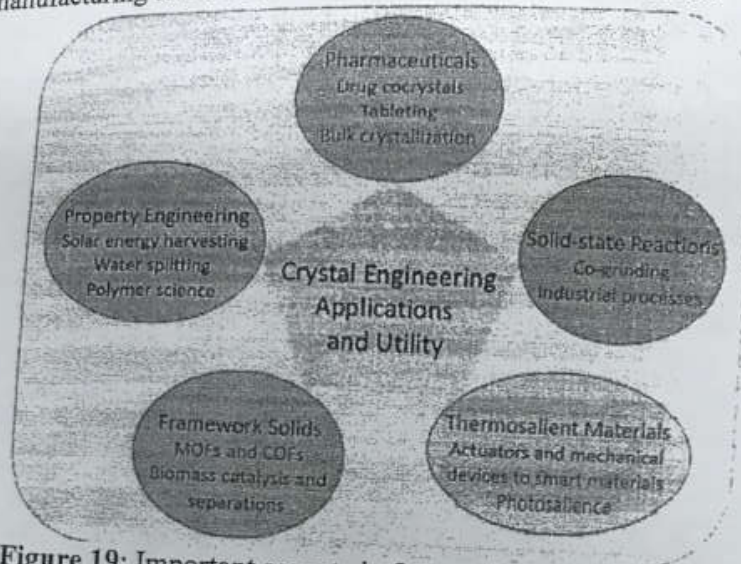 manufacturing
Pharmaceuticals
Drug cocrystals
Tableting
Bulk crystallization
Property Engineering
Solar energy harvesting
Water splitting
Polymer science
Solid-state Reactions
Co-grinding
Industrial processes
Crystal Engineering
Applications
and Utility
Framework Solids
MOFs and COFs
Biomass catalysis and
separations
Thermosalient Materials
Actuators and mechanical
devices to smart materials
Photosalience
Figure 19: Important